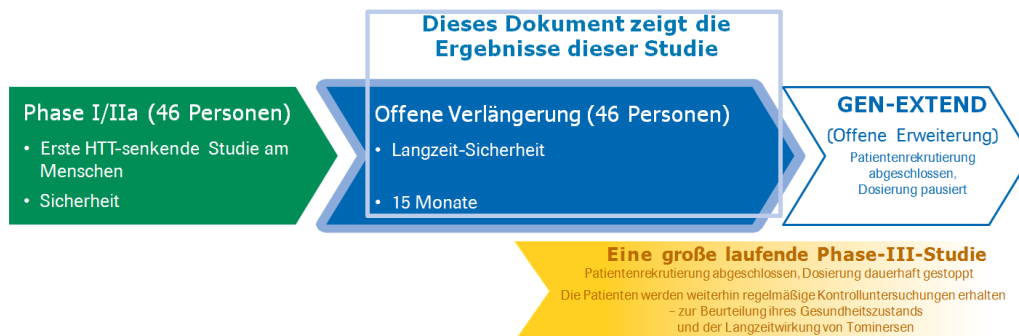 Dieses Dokument zeigt die
Ergebnisse dieser Studie
Phase I/IIa (46 Personen)
• Erste HTT-senkende Studie am
Menschen
• Sicherheit
Offene Verlängerung (46 Personen)
• Langzeit-Sicherheit
• 15 Monate
GEN-EXTEND
(Offene Erweiterung)
Patientenrekrutierung
abgeschlossen,
Dosierung pausiert
Eine große laufende Phase-III-Studie
Patientenrekrutierung abgeschlossen, Dosierung dauerhaft gestoppt
Die Patienten werden weiterhin regelmäßige Kontrolluntersuchungen erhalten
– zur Beurteilung ihres Gesundheitszustands
und der Langzeitwirkung von Tominersen